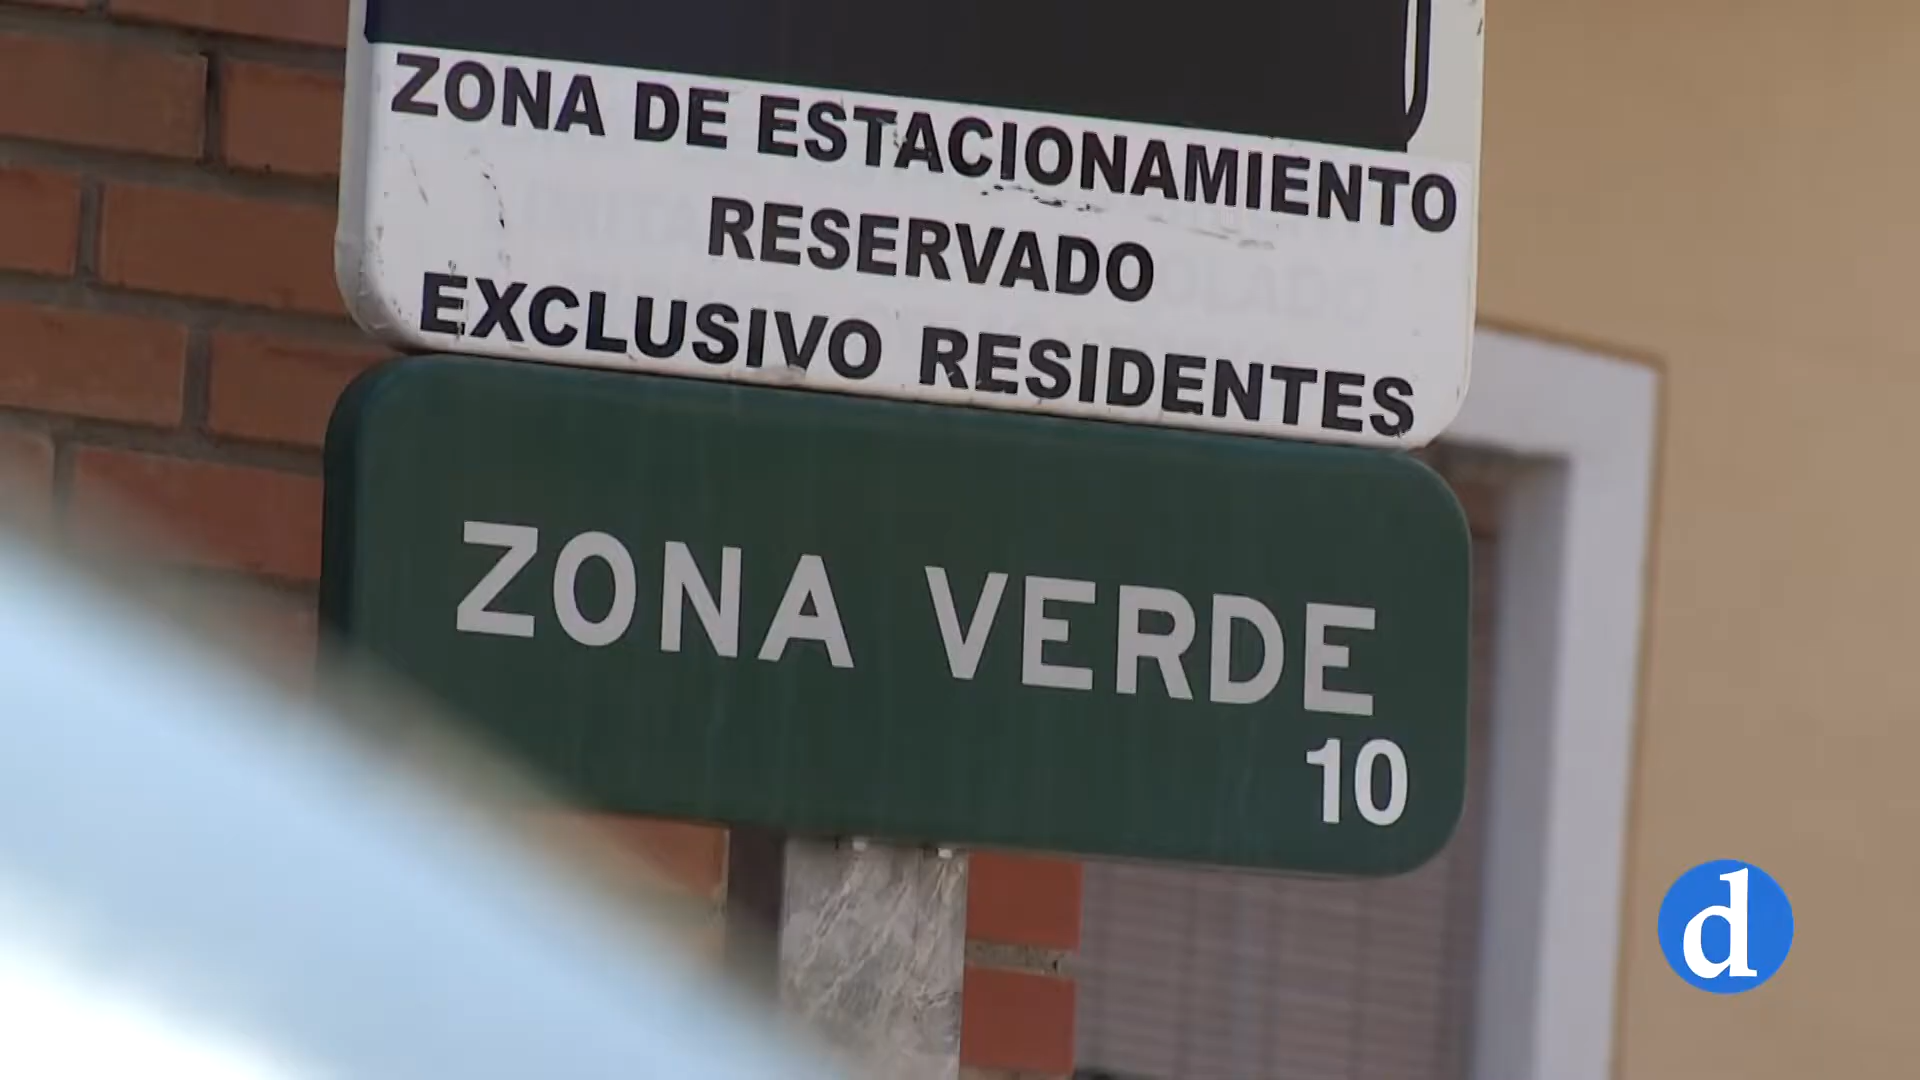 ZONA DE ESTACIONAMIENTO
RESERVADO
EXCLUSIVO RESIDENTES
ZONA VERDE
10
d